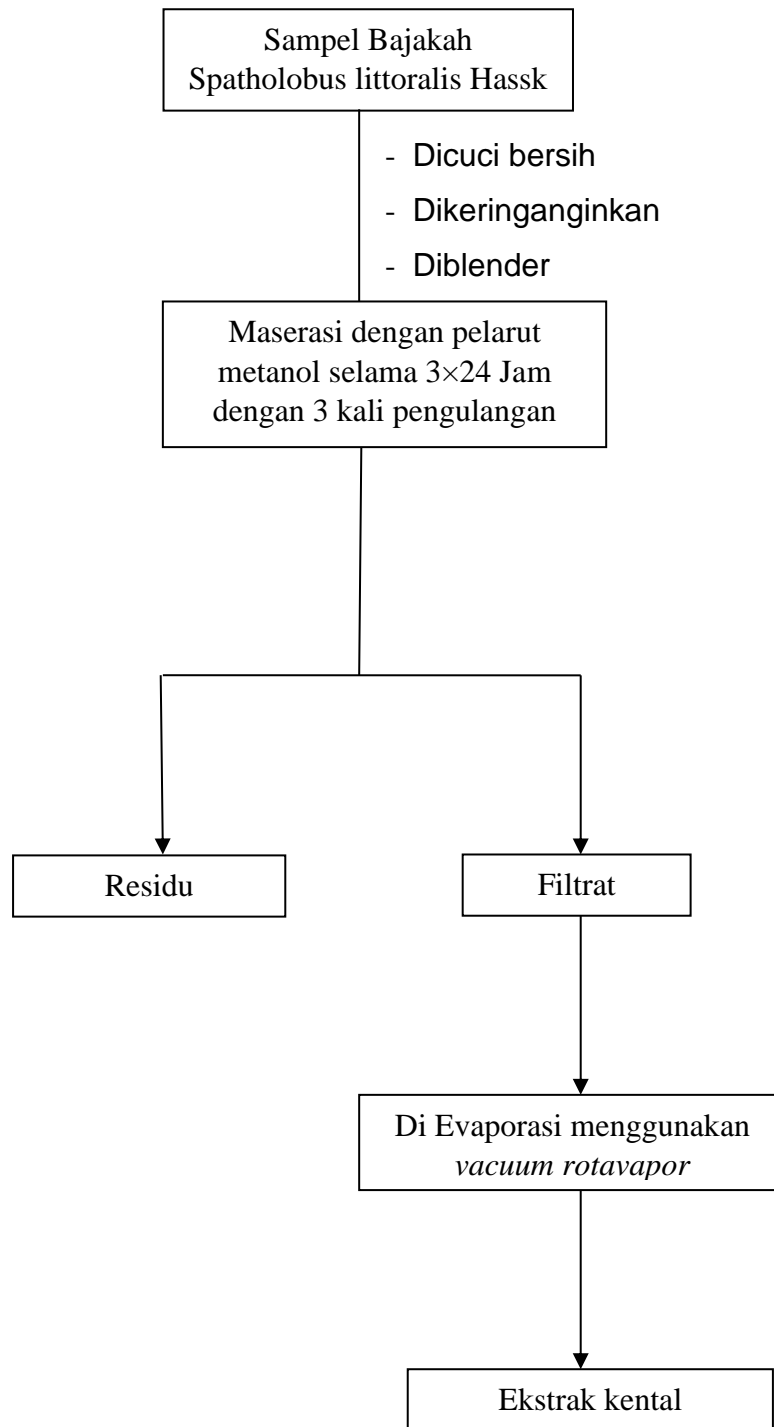 Sampel Bajakah
Spatholobus littoralis Hassk
- Dicuci bersih
- Dikeringanginkan
- Diblender
Maserasi dengan pelarut
metanol selama 3×24 Jam
dengan 3 kali pengulangan
Residu
Filtrat
Di Evaporasi menggunakan
vacuum rotavapor
Ekstrak kental